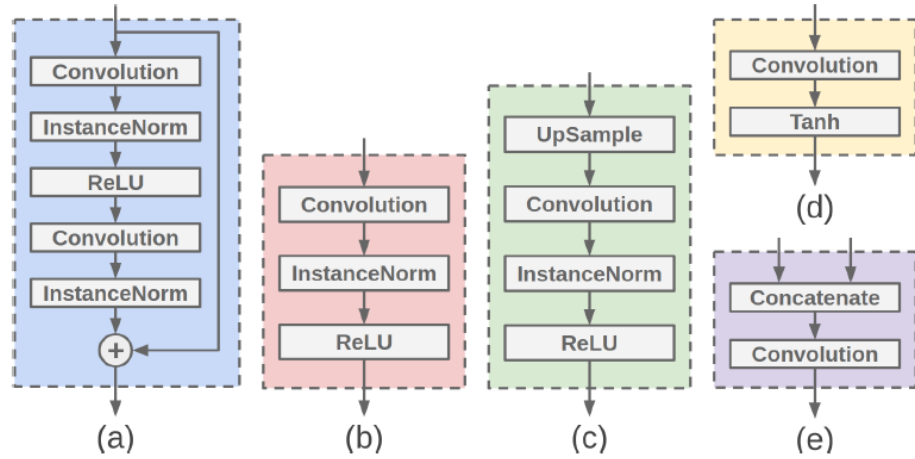 Convolution
InstanceNorm
ReLU
Convolution
InstanceNorm
+
(a)
Convolution
InstanceNorm
ReLU
(b)
UpSample
Convolution
InstanceNorm
ReLU
(c)
Convolution
Tanh
(d)
Concatenate
Convolution
(e)